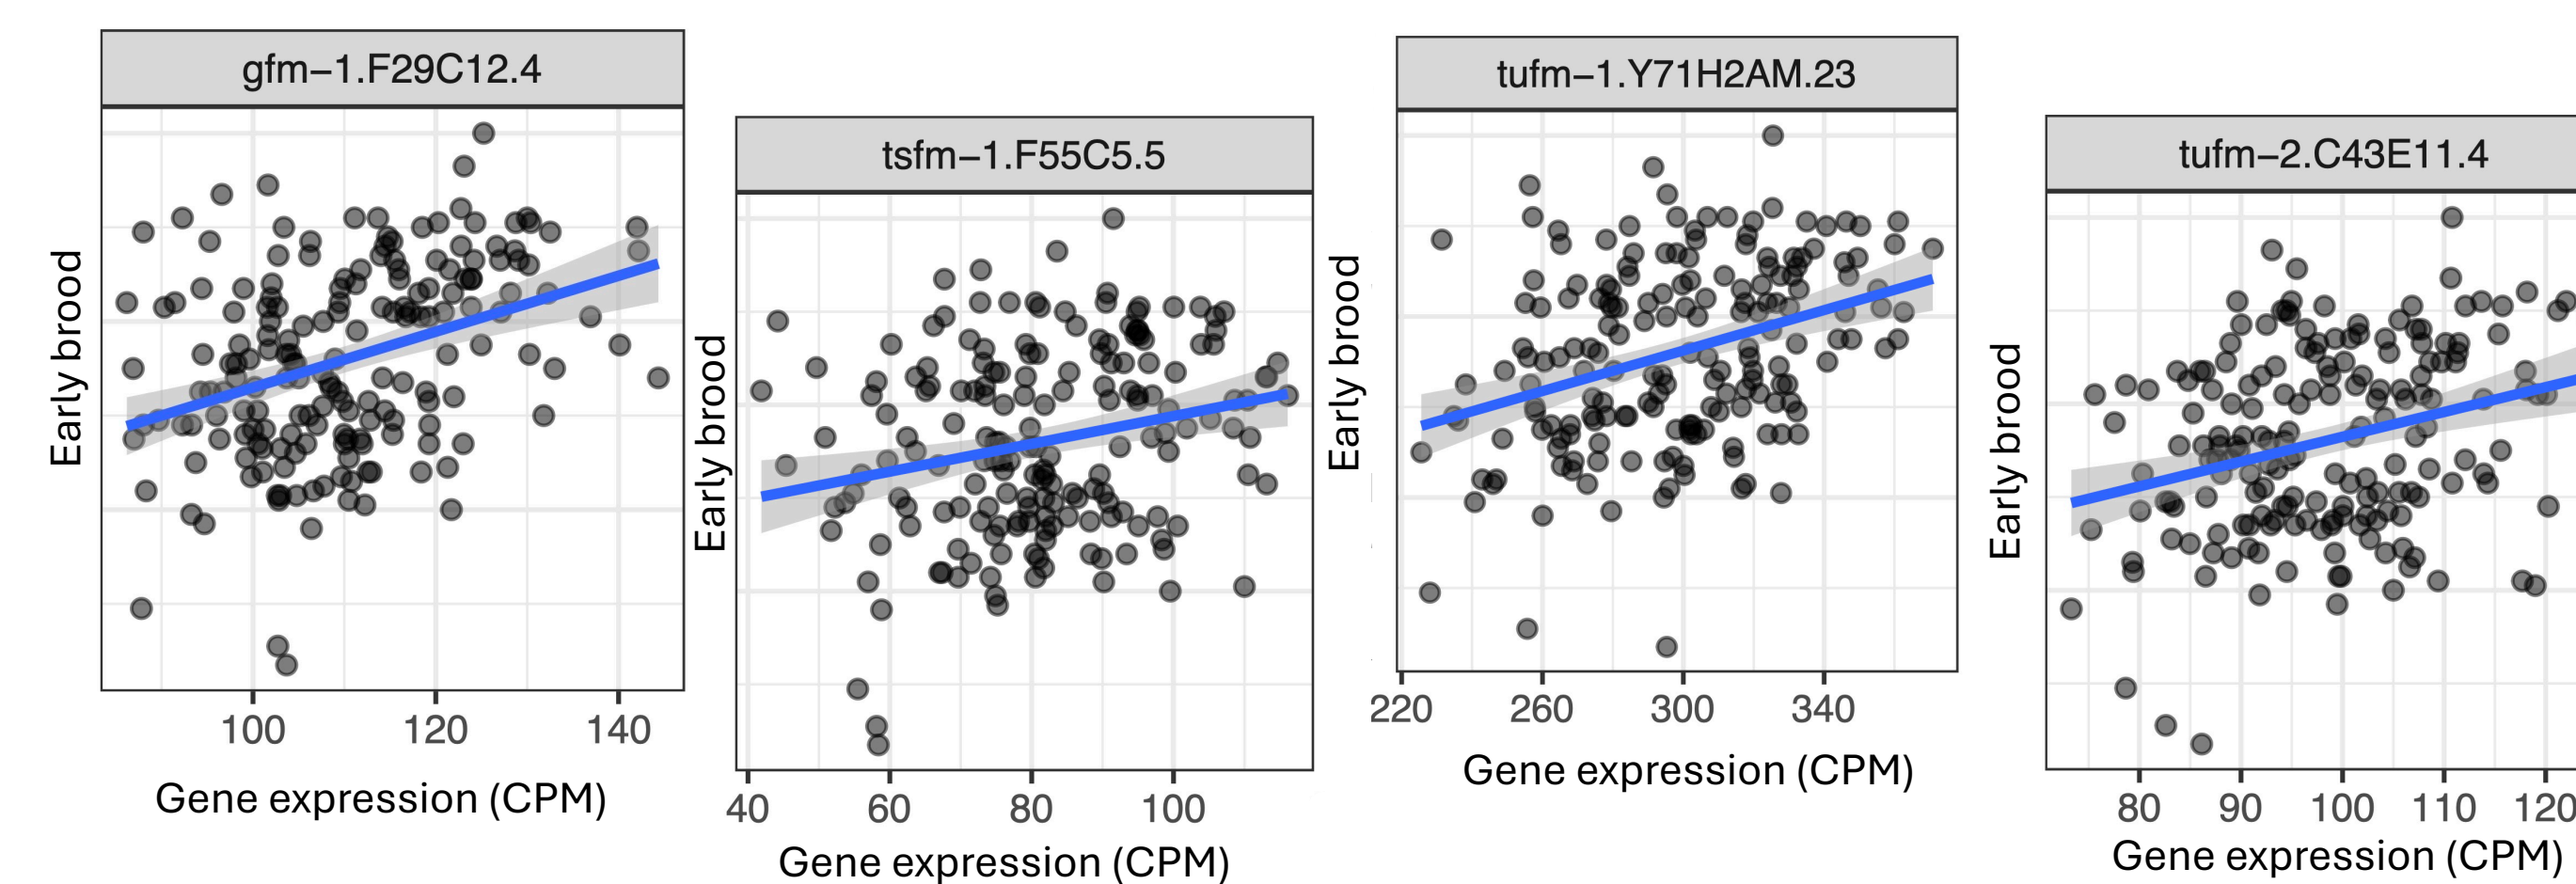 gfm−1.F29C12.4
Early brood
100 120 140
Gene expression (CPM)
tsfm−1.F55C5.5
Early brood
40 60 80 100
Gene expression (CPM)
tufm−1.Y71H2AM.23
Early brood
220 260 300 340
Gene expression (CPM)
tufm−2.C43E11.4
Early brood
80 90 100 110 120
Gene expression (CPM)